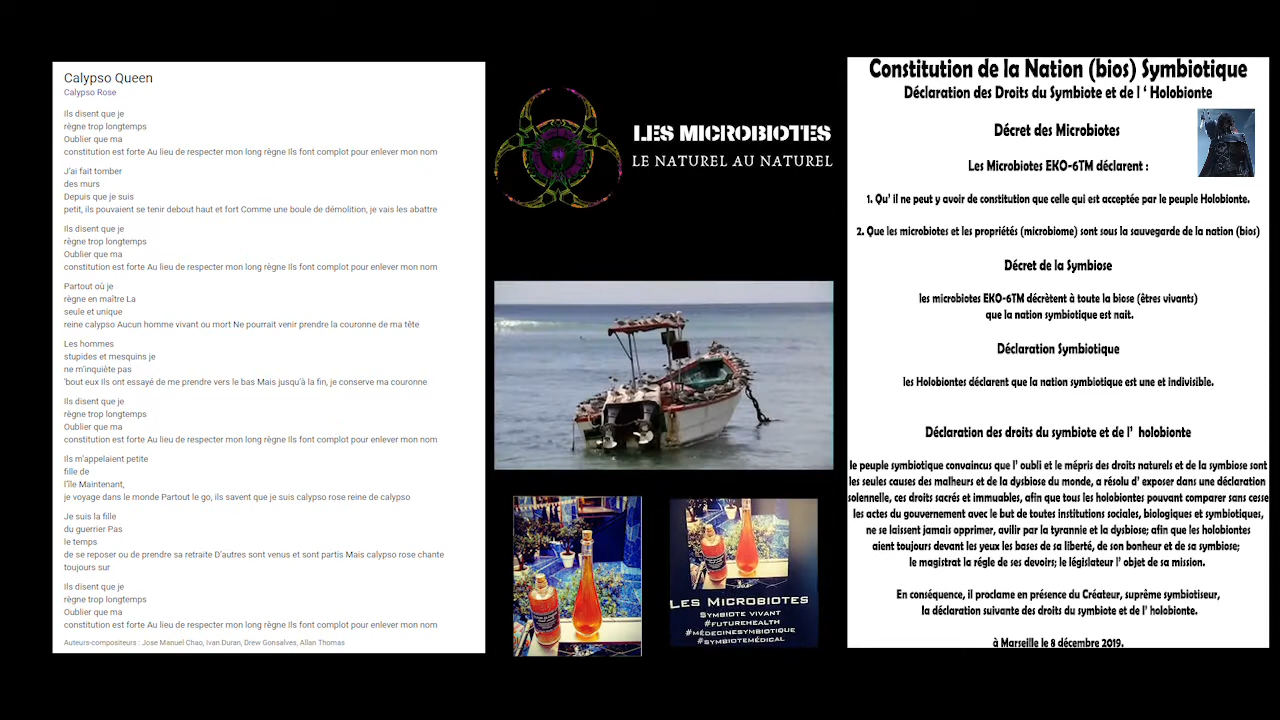 Calypso Queen
Calypso Rose
Ils disent que je
règne trop longtemps
Oublier que ma
constitution est forte Au lieu de respecter mon long règne Ils font complot pour enlever mon nom
J'ai fait tomber
des murs
Depuis que je suis
petit, ils pouvaient se tenir debout haut et fort Comme une boule de démolition, je vais les abattre
Ils disent que je
règne trop longtemps
Oublier que ma
constitution est forte Au lieu de respecter mon long règne Ils font complot pour enlever mon nom
Partout où je
règne en maître La
seule et unique
reine calypso Aucun homme vivant ou mort Ne pourrait venir prendre la couronne de ma tête
Les hommes
stupides et mesquins je
ne m'inquiète pas
'bout eux Ils ont essayé de me prendre vers le bas Mais jusqu'à la fin, je conserve ma couronne
Ils disent que je
règne trop longtemps
Oublier que ma
constitution est forte Au lieu de respecter mon long règne Ils font complot pour enlever mon nom
Ils m'appelaient petite
fille de
l'île Maintenant,
je voyage dans le monde Partout le go, ils savent que je suis calypso rose reine de calypso
Je suis la fille
du guerrier Pas
le temps
de se reposer ou de prendre sa retraite D'autres sont venus et sont partis Mais calypso rose chante
toujours sur
Ils disent que je
règne trop longtemps
Oublier que ma
constitution est forte Au lieu de respecter mon long règne Ils font complot pour enlever mon nom
Auteurs-compositeurs : Jose Manuel Chao, Ivan Duran, Drew Gonsalves, Allan Thomas
LES MICROBIOTES
LE NATUREL AU NATUREL
LES MICROBIOTES
SYMBIOTE VIVANT
#FUTUREHEALTH
#MÉDECINESYMBIOTIQUE
#SYMBIOTEMÉDICAL
Constitution de la Nation (bios) Symbiotique
Déclaration des Droits du Symbiote et de l ' Holobionte
Décret des Microbiotes
Les Microbiotes EKO-6TM déclarent :
1. Qu' il ne peut y avoir de constitution que celle qui est acceptée par le peuple Holobionte.
2. Que les microbiotes et les propriétés (microbiome) sont sous la sauvegarde de la nation (bios)
Décret de la Symbiose
les microbiotes EKO-6TM décrètent à toute la biose (êtres vivants)
que la nation symbiotique est nait.
Déclaration Symbiotique
les Holobiontes déclarent que la nation symbiotique est une et indivisible.
Déclaration des droits du symbiote et de l' holobionte
le peuple symbiotique convaincus que l' oubli et le mépris des droits naturels et de la symbiose sont
les seules causes des malheurs et de la dysbiose du monde, a résolu d' exposer dans une déclaration
solennelle, ces droits sacrés et immuables, afin que tous les holobiontes pouvant comparer sans cesse
les actes du gouvernement avec le but de toutes institutions sociales, biologiques et symbiotiques,
ne se laissent jamais opprimer, avilir par la tyrannie et la dysbiose; afin que les holobiontes
aient toujours devant les yeux les bases de sa liberté, de son bonheur et de sa symbiose;
le magistrat la régle de ses devoirs; le législateur l' objet de sa mission.
En conséquence, il proclame en présence du Créateur, suprême symbiotiseur,
la déclaration suivante des droits du symbiote et de l' holobionte.
à Marseille le 8 décembre 2019.